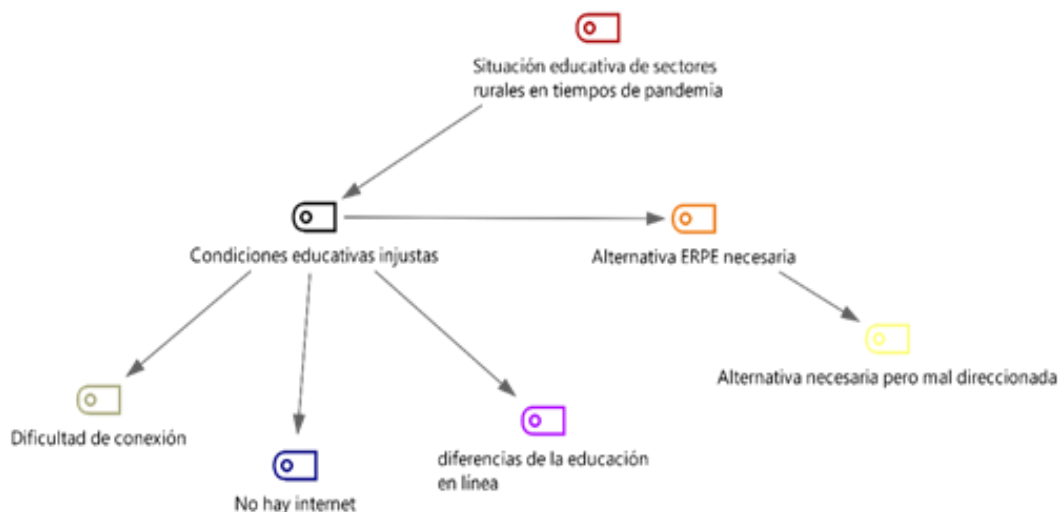 Situación educativa de sectores
rurales en tiempos de pandemia
Condiciones educativas injustas
Alternativa ERPE necesaria
Alternativa necesaria pero mal direccionada
Dificultad de conexión
No hay internet
diferencias de la educación
en línea